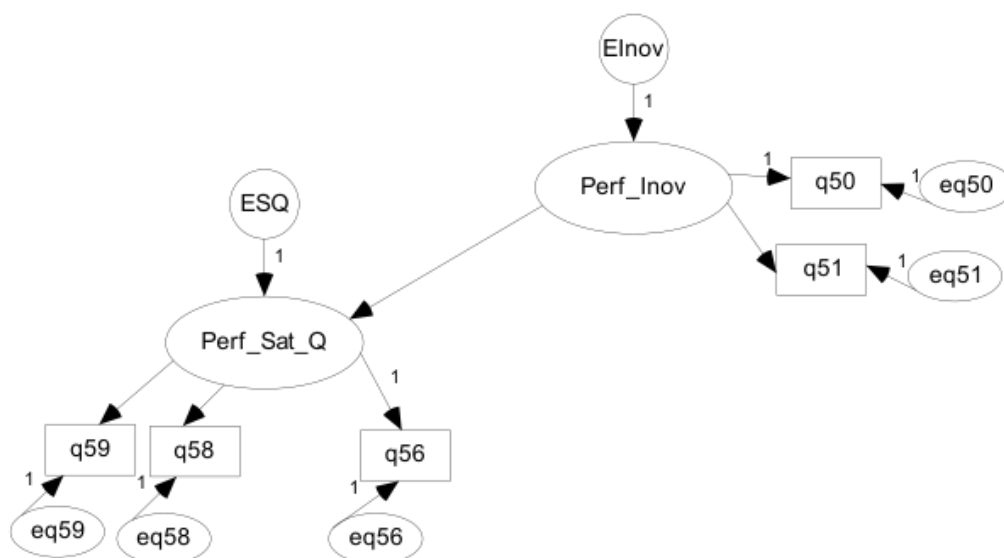 EInov
1
Perf_Inov
1
q50
1
eq50
ESQ
1
q51
1
eq51
Perf_Sat_Q
1
q59
q58
q56
1
1
1
eq59
eq58
eq56